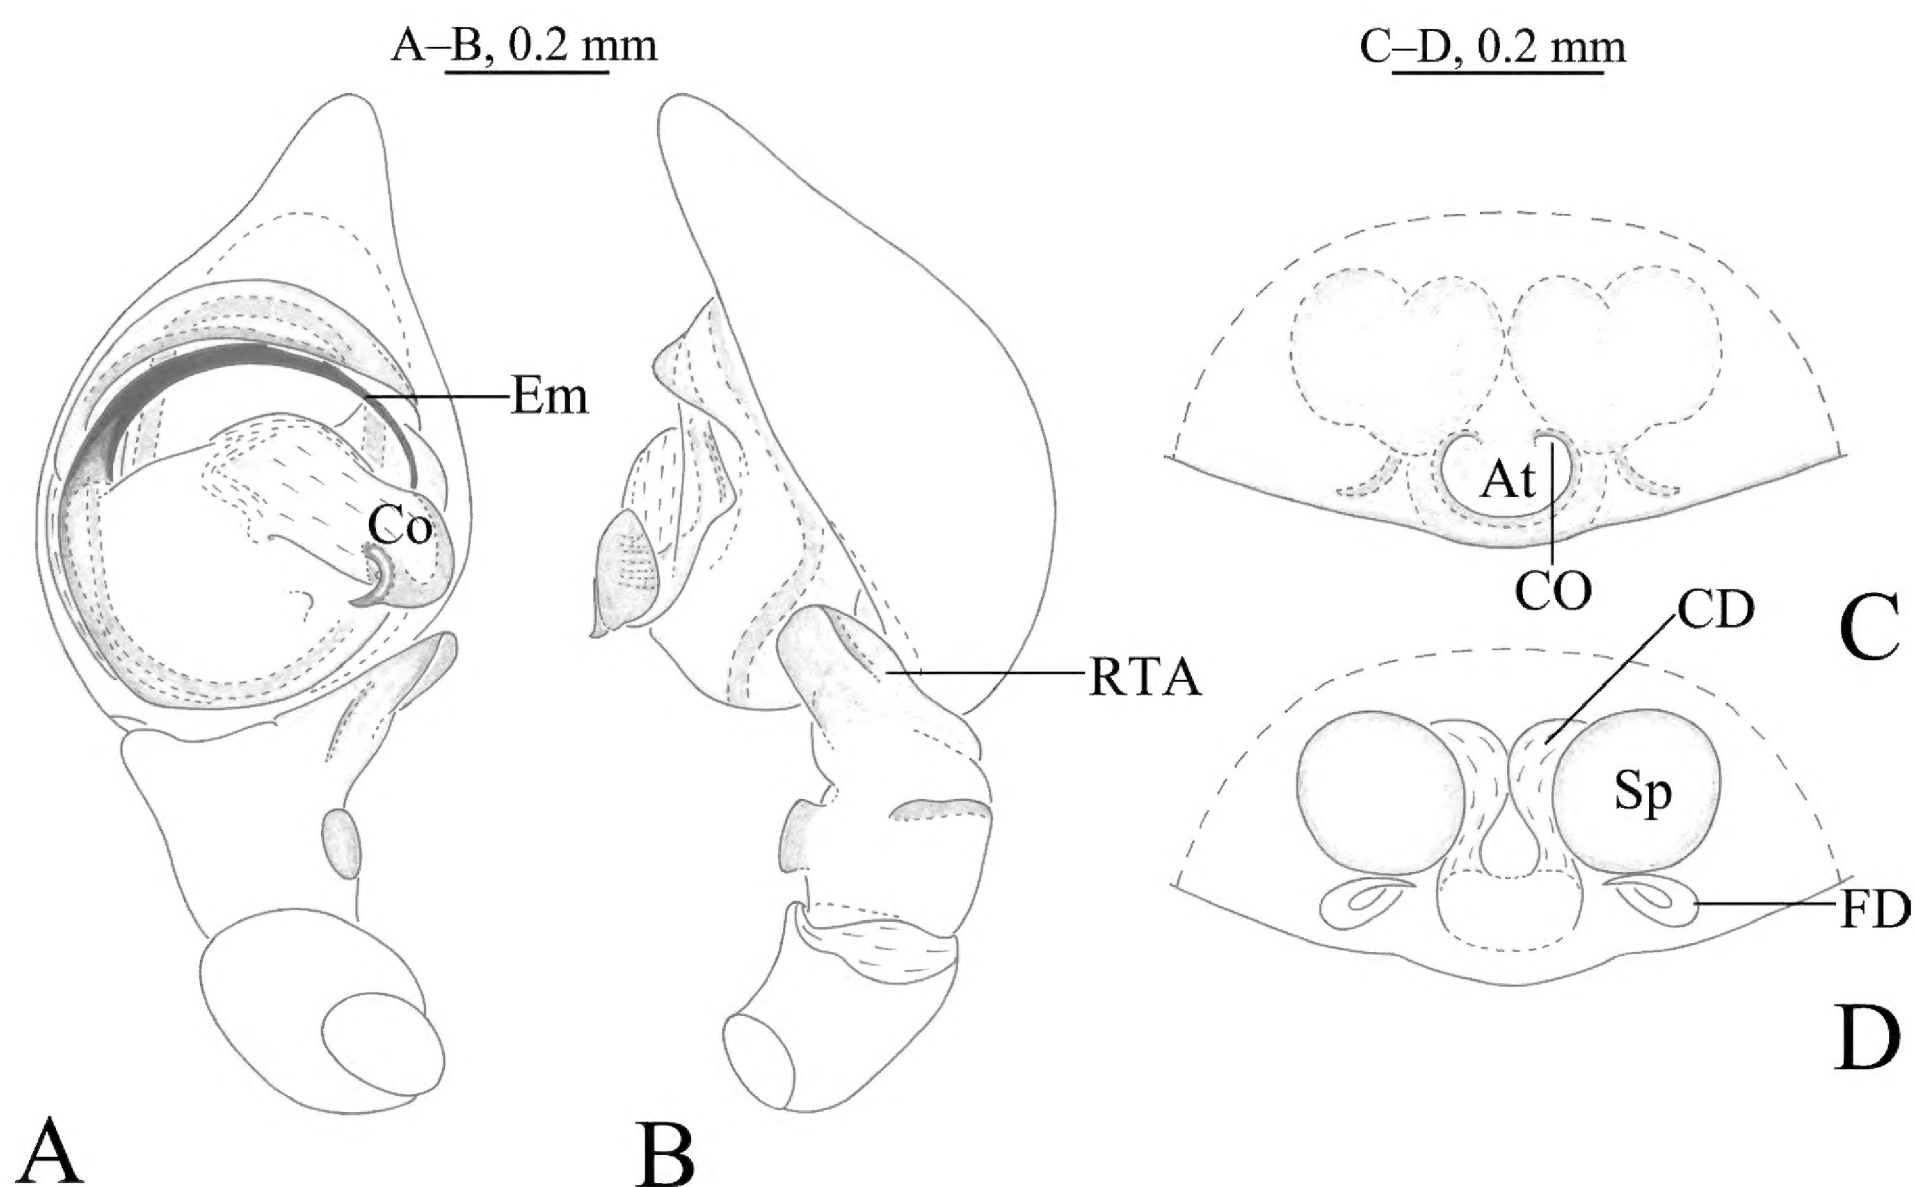 A–B, 0.2 mm
C–D, 0.2 mm
Em
Co
RTA
At
CO
C
CD
Sp
FD
D
A
B